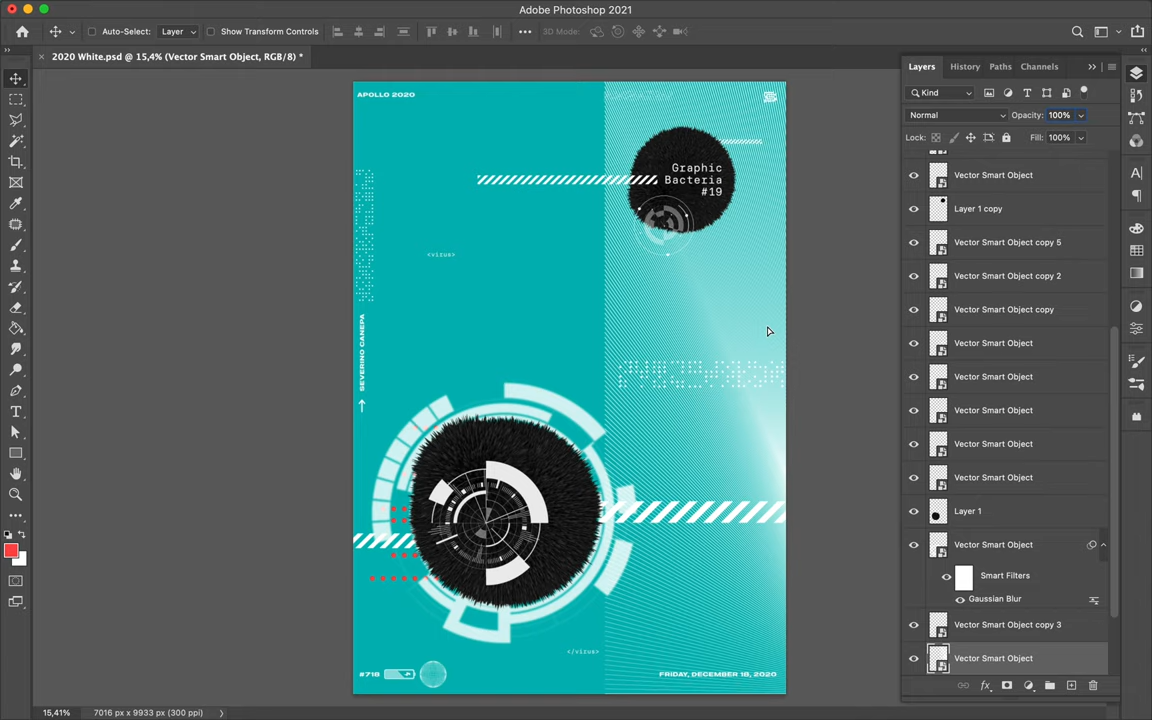 Adobe Photoshop 2021
Auto-Select:
Layer
Show Transform Controls
3D Mode:
2020 White.psd @ 15,4% (Vector Smart Object, RGB/8) *
Layers
History
Paths
Channels
Kind
Normal
Opacity:
100%
Lock:
Fill:
100%
Vector Smart Object
Layer 1 copy
Vector Smart Object copy 5
Vector Smart Object copy 2
Vector Smart Object copy
Vector Smart Object
Vector Smart Object
Vector Smart Object
Vector Smart Object
Vector Smart Object
Layer 1
Vector Smart Object
Smart Filters
Gaussian Blur
Vector Smart Object copy 3
Vector Smart Object
APOLLO 2020
Graphic
Bacteria
#19
<virus>
SEVERINO CANEPA
</virus>
#718
FRIDAY, DECEMBER 18, 2020
15,41%
7016 px x 9933 px (300 ppi)